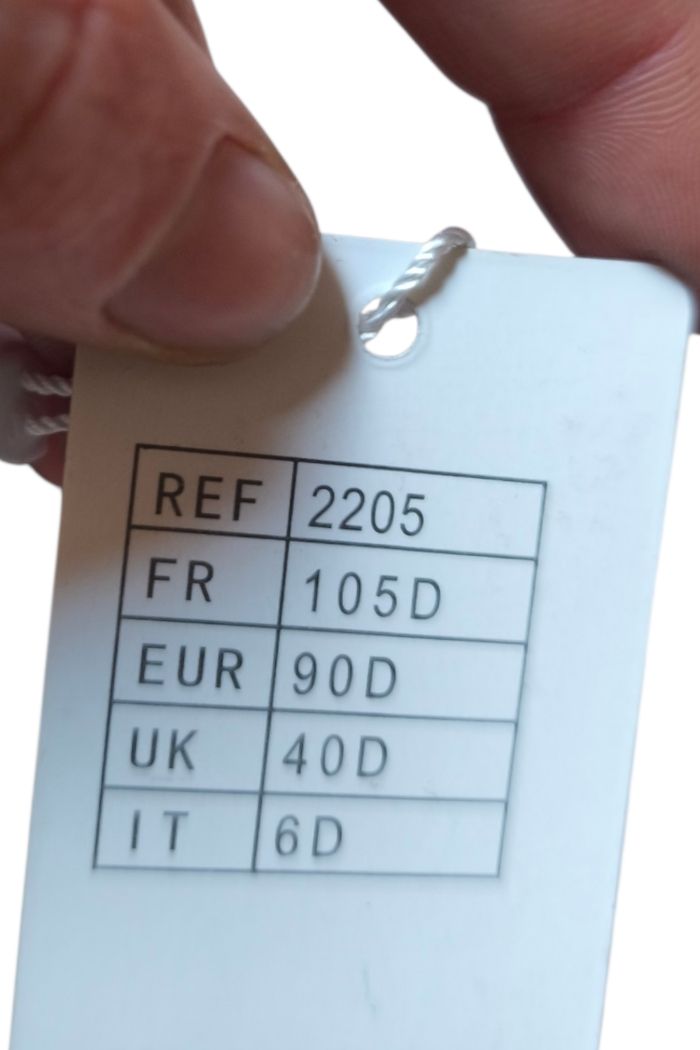 REF 2205
FR 105D
EUR 90D
UK 40D
IT 6D